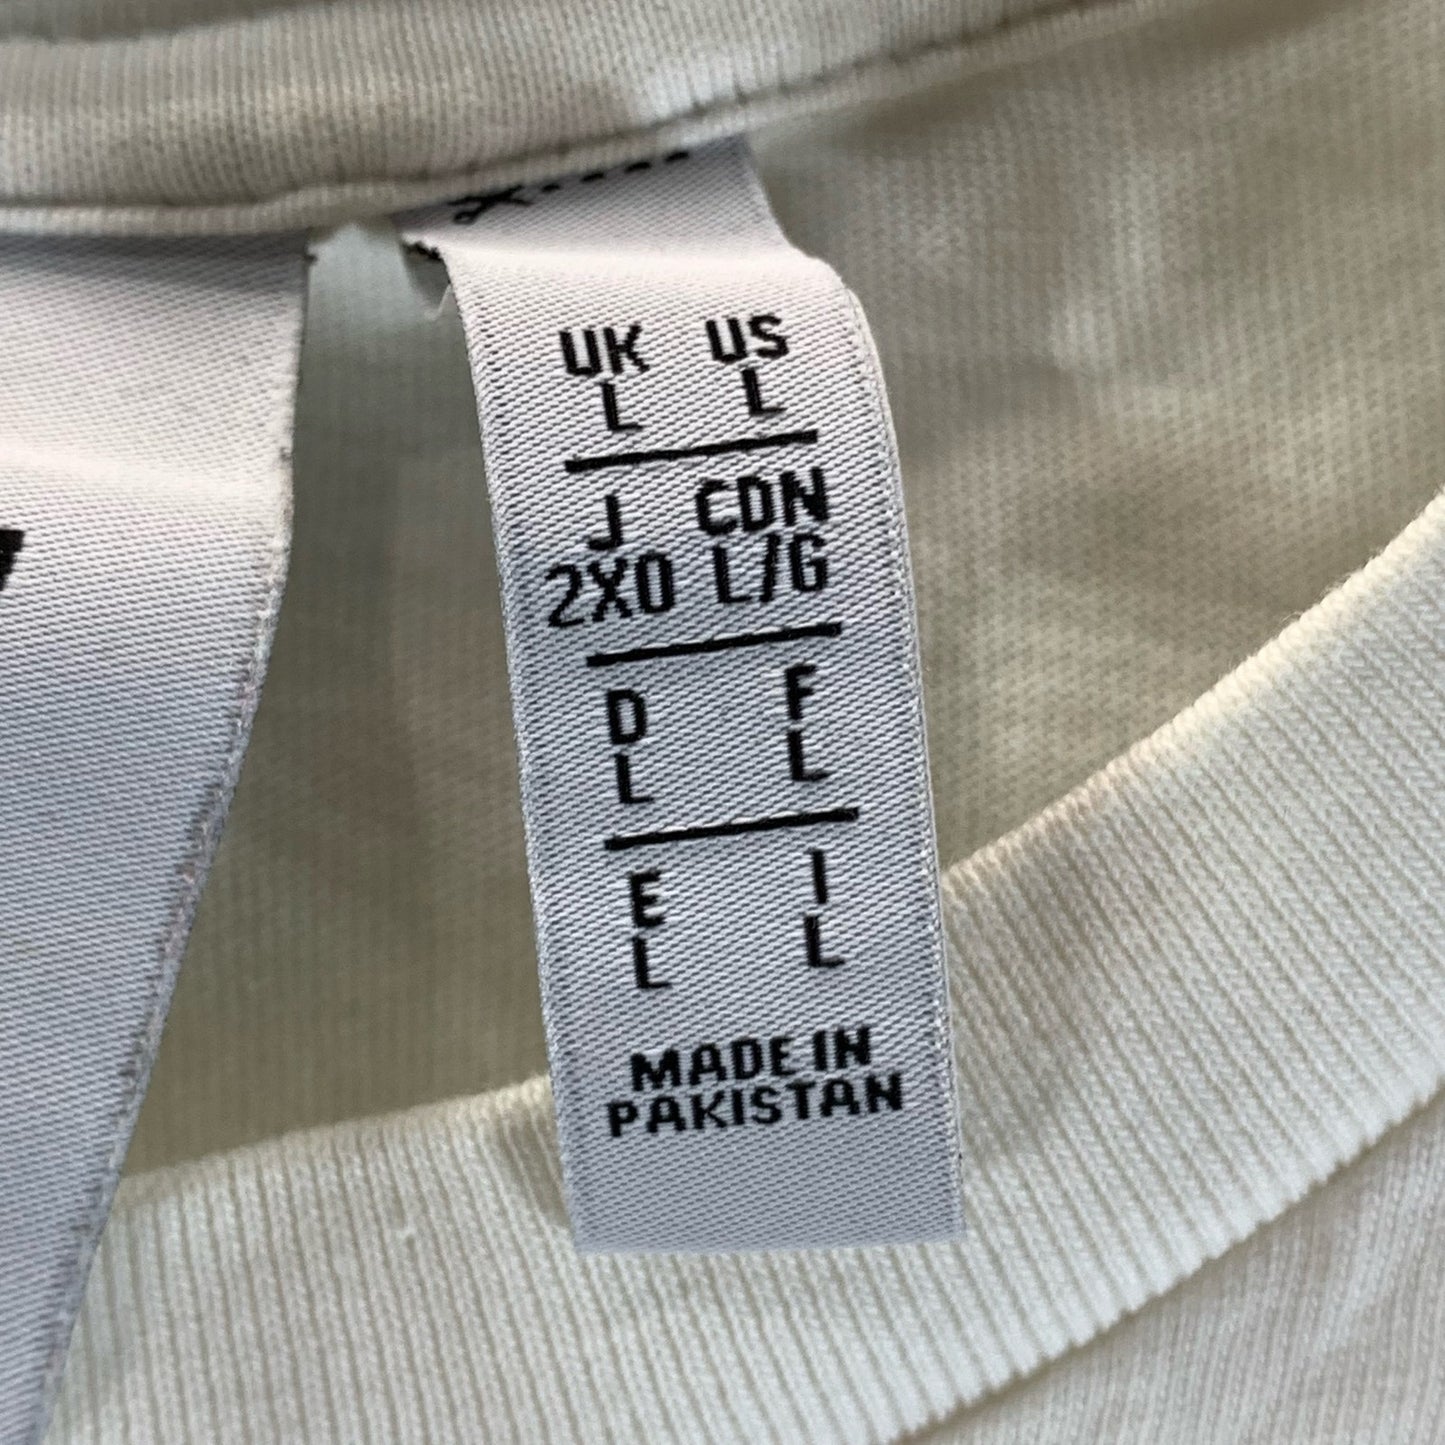 UK US
L L
J CDN
2XO L/G
D F
L L
E I
L L
MADE IN
PAKISTAN